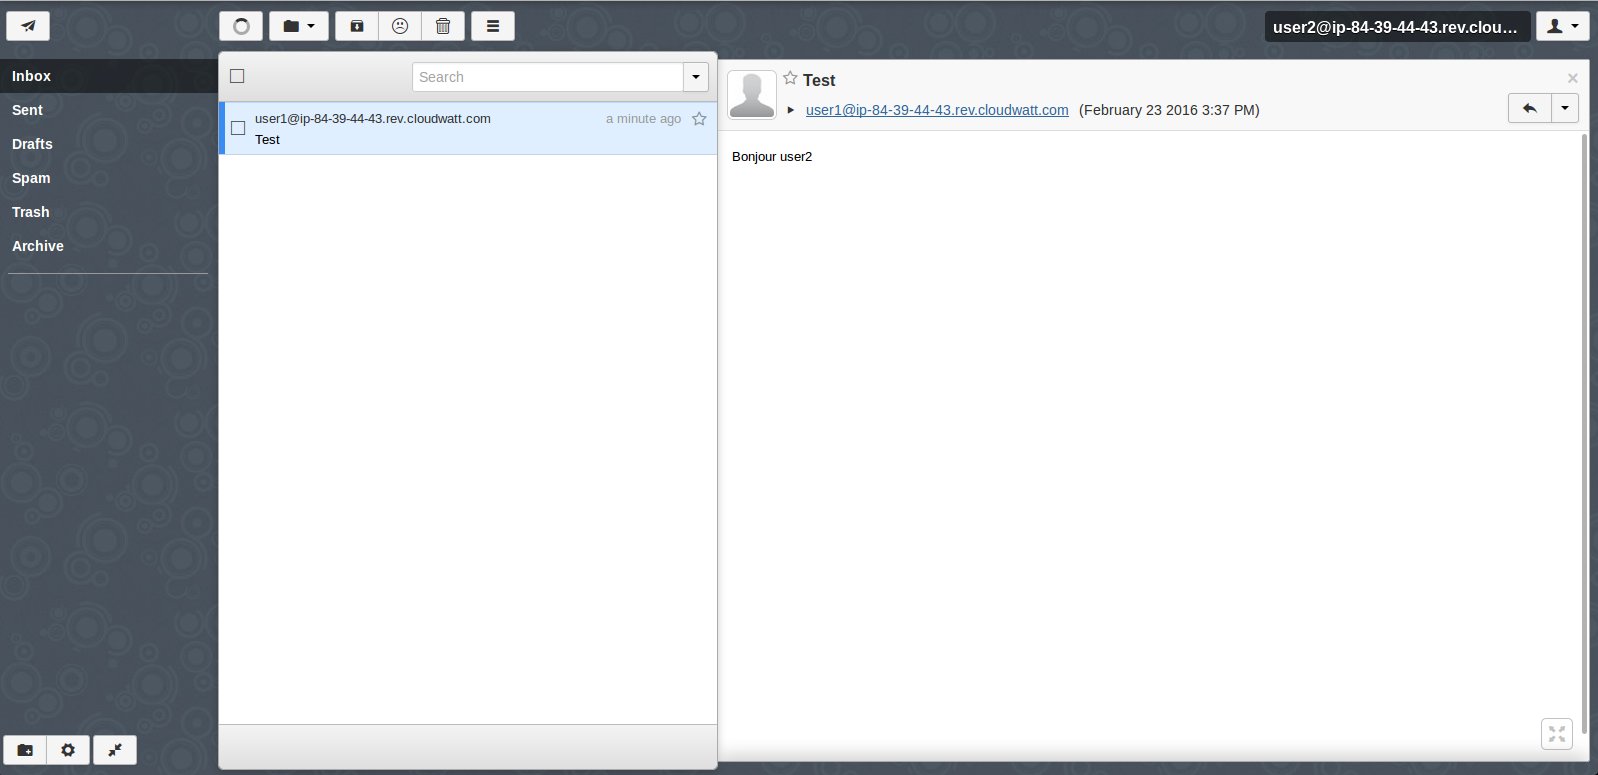 user2@ip-84-39-44-43.rev.clou...
Inbox
Sent
Drafts
Spam
Trash
Archive
Search
user1@ip-84-39-44-43.rev.cloudwatt.com a minute ago
Test
Test
user1@ip-84-39-44-43.rev.cloudwatt.com (February 23 2016 3:37 PM)
Bonjour user2